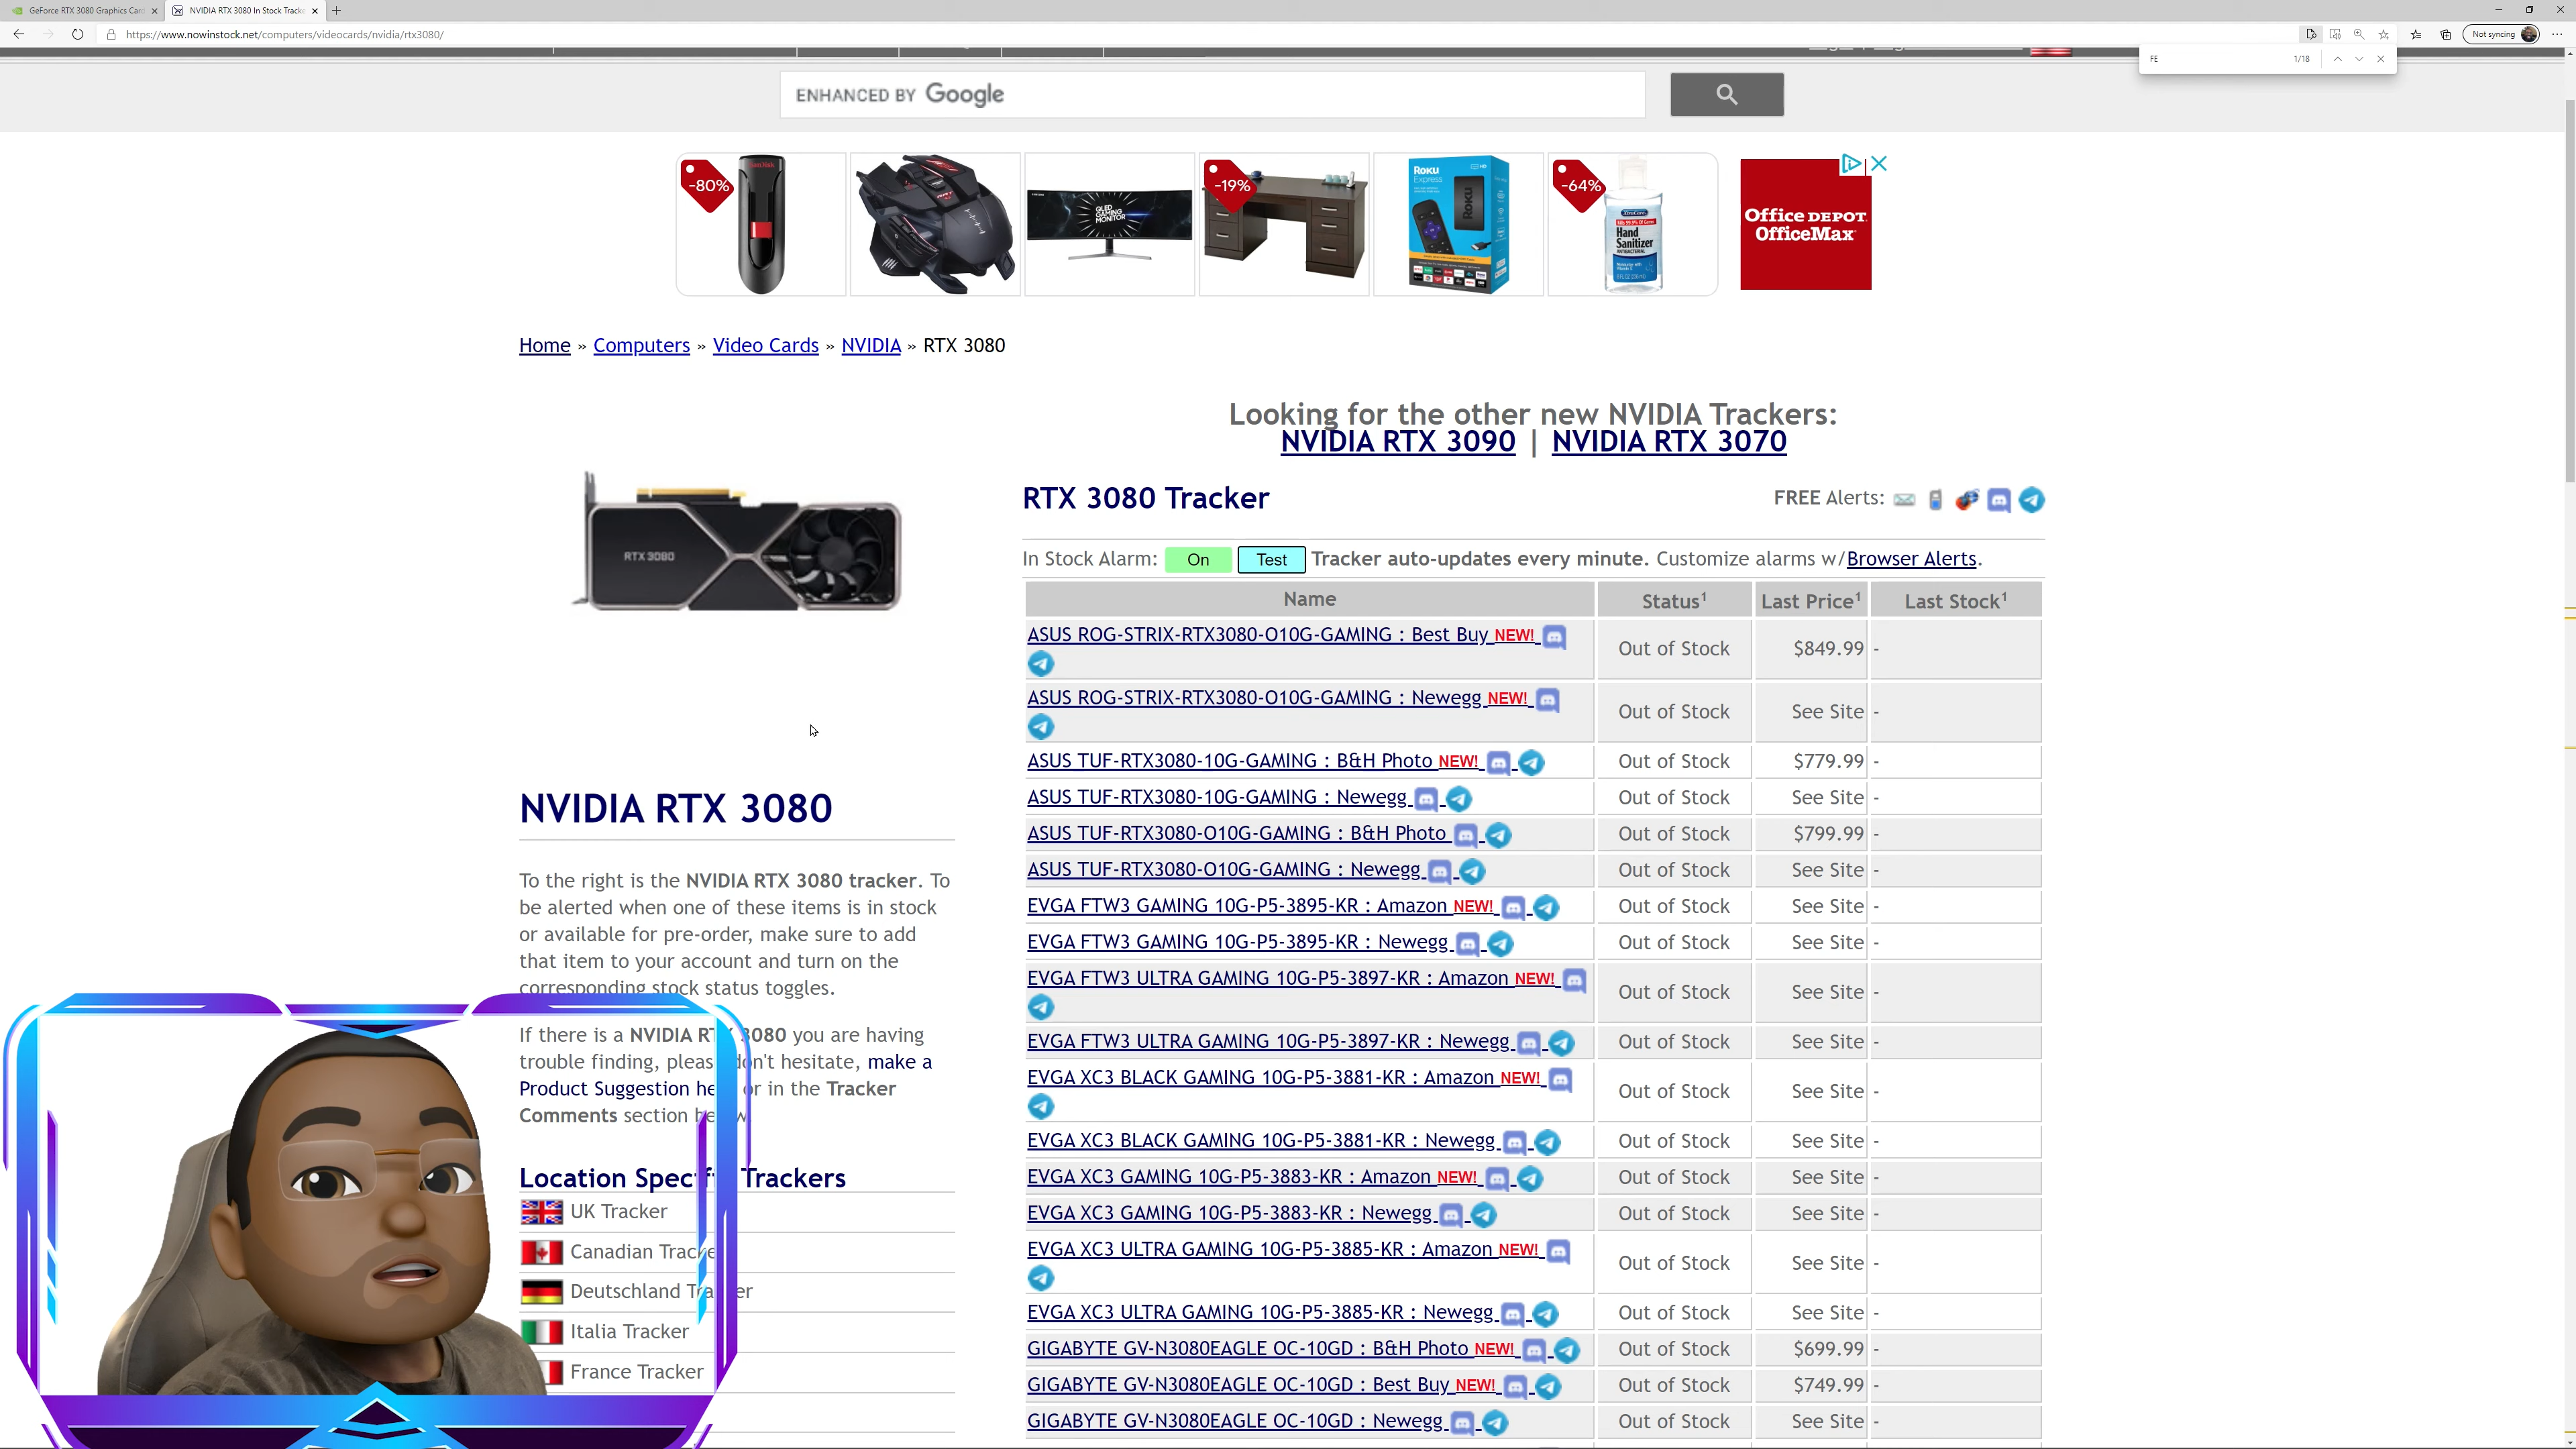 GeForce RTX 3080 Graphics Car
NVIDIA RTX 3080 In Stock Tracke
https://www.nowinstock.net/computers/videocards/nvidia/rtx3080/
Not syncing
FE
1/18
ENHANCED BY Google
-80%
QLED
GAMING
MONITOR
-19%
Roku
Express
Roku
-64%
Hand
Sanitizer
Office DEPOT
OfficeMax
Home » Computers » Video Cards » NVIDIA » RTX 3080
Looking for the other new NVIDIA Trackers:
NVIDIA RTX 3090 | NVIDIA RTX 3070
RTX 3080
RTX 3080 Tracker
FREE Alerts:
In Stock Alarm: On Test Tracker auto-updates every minute. Customize alarms w/Browser Alerts.
Name Status¹ Last Price¹ Last Stock¹
ASUS ROG-STRIX-RTX3080-O10G-GAMING : Best Buy NEW! Out of Stock $849.99 -
ASUS ROG-STRIX-RTX3080-O10G-GAMING : Newegg NEW! Out of Stock See Site -
ASUS TUF-RTX3080-10G-GAMING : B&H Photo NEW! Out of Stock $779.99 -
ASUS TUF-RTX3080-10G-GAMING : Newegg Out of Stock See Site -
ASUS TUF-RTX3080-O10G-GAMING : B&H Photo Out of Stock $799.99 -
ASUS TUF-RTX3080-O10G-GAMING : Newegg Out of Stock See Site -
EVGA FTW3 GAMING 10G-P5-3895-KR : Amazon NEW! Out of Stock See Site -
EVGA FTW3 GAMING 10G-P5-3895-KR : Newegg Out of Stock See Site -
EVGA FTW3 ULTRA GAMING 10G-P5-3897-KR : Amazon NEW! Out of Stock See Site -
EVGA FTW3 ULTRA GAMING 10G-P5-3897-KR : Newegg Out of Stock See Site -
EVGA XC3 BLACK GAMING 10G-P5-3881-KR : Amazon NEW! Out of Stock See Site -
EVGA XC3 BLACK GAMING 10G-P5-3881-KR : Newegg Out of Stock See Site -
EVGA XC3 GAMING 10G-P5-3883-KR : Amazon NEW! Out of Stock See Site -
EVGA XC3 GAMING 10G-P5-3883-KR : Newegg Out of Stock See Site -
EVGA XC3 ULTRA GAMING 10G-P5-3885-KR : Amazon NEW! Out of Stock See Site -
EVGA XC3 ULTRA GAMING 10G-P5-3885-KR : Newegg Out of Stock See Site -
GIGABYTE GV-N3080EAGLE OC-10GD : B&H Photo NEW! Out of Stock $699.99 -
GIGABYTE GV-N3080EAGLE OC-10GD : Best Buy NEW! Out of Stock $749.99 -
GIGABYTE GV-N3080EAGLE OC-10GD : Newegg Out of Stock See Site -
NVIDIA RTX 3080
To the right is the NVIDIA RTX 3080 tracker. To
be alerted when one of these items is in stock
or available for pre-order, make sure to add
that item to your account and turn on the
corresponding stock status toggles.
If there is a NVIDIA RTX 3080 you are having
trouble finding, please don't hesitate, make a
Product Suggestion he or in the Tracker
Comments section below
Location Specific Trackers
UK Tracker
Canadian Tracke
Deutschland Tracker
Italia Tracker
France Tracker